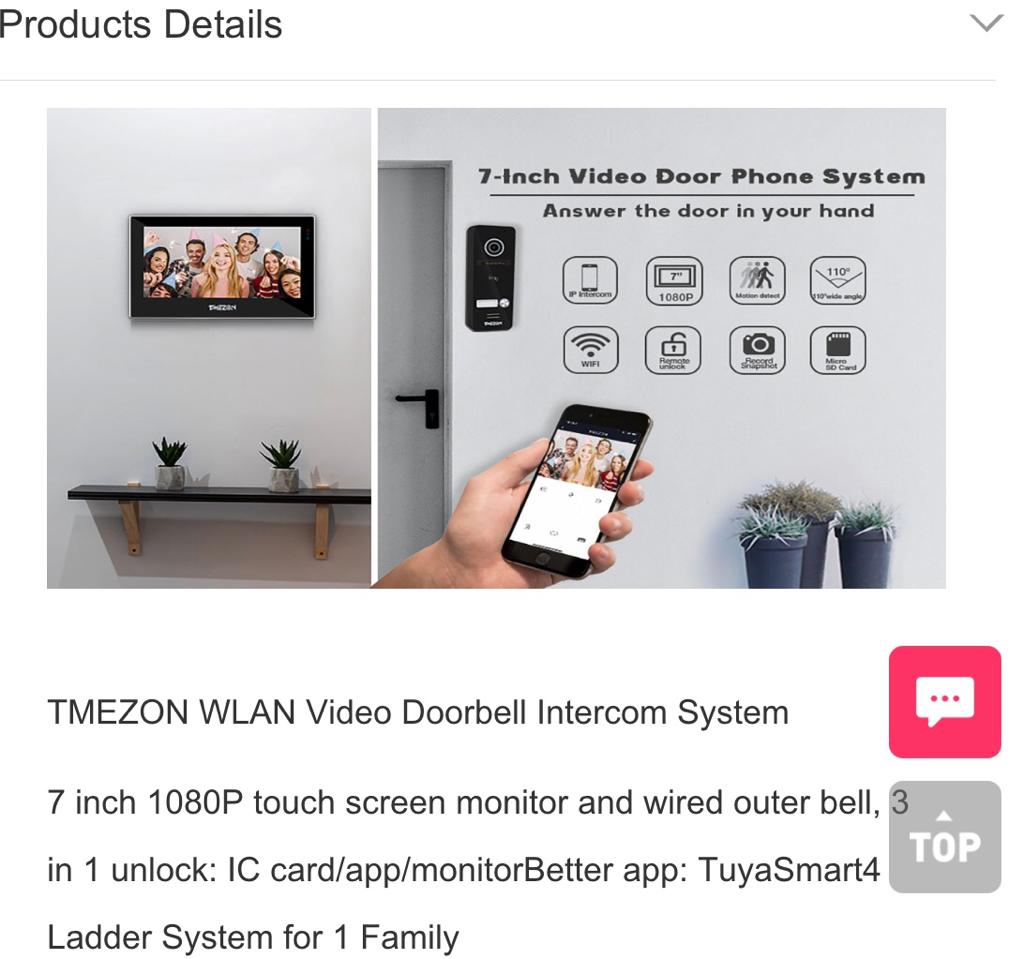 Products Details
7-Inch Video Door Phone System
Answer the door in your hand
IP Intercom
7"
1080P
Motion detect
110°
110°wide angle
WIFI
Remote
unlock
Record
Snapshot
Micro
SD Card
TMEZON
TMEZON
TMEZON WLAN Video Doorbell Intercom System
7 inch 1080P touch screen monitor and wired outer bell, 3
in 1 unlock: IC card/app/monitorBetter app: TuyaSmart4
Ladder System for 1 Family
TOP